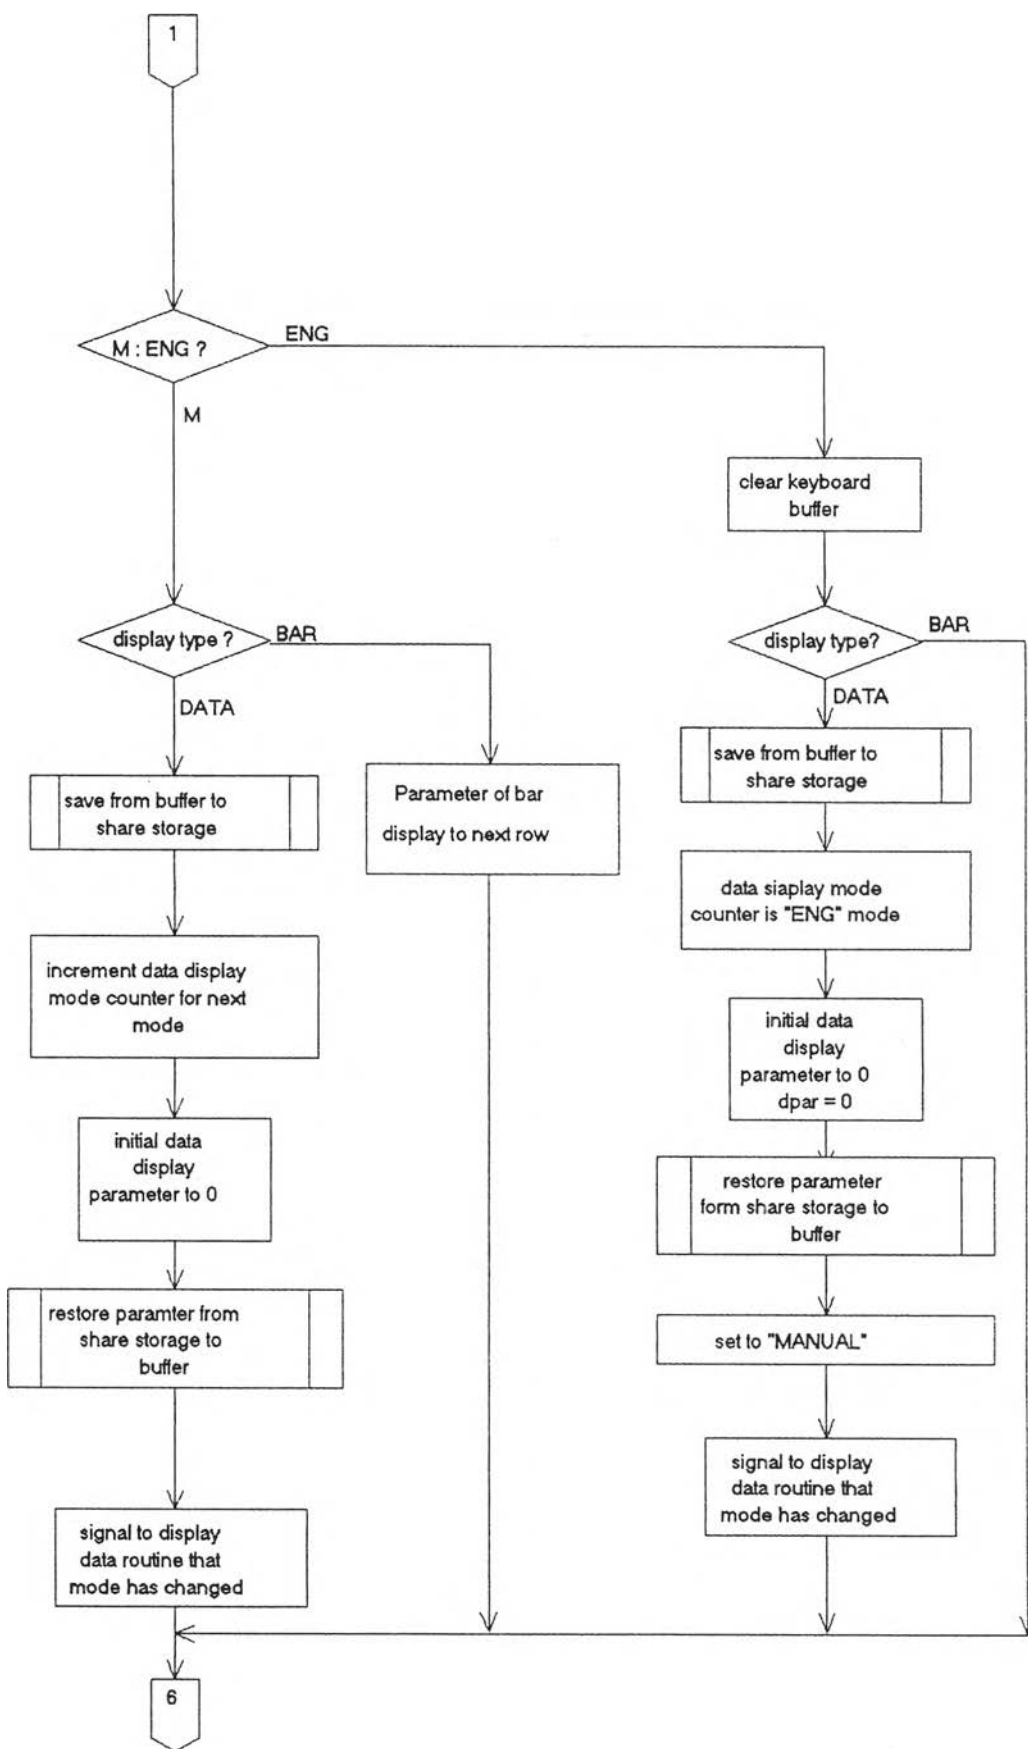 1
M : ENG ?
ENG
M
clear keyboard
buffer
display type ?
BAR
DATA
display type?
BAR
DATA
save from buffer to
share storage
Parameter of bar
display to next row
save from buffer to
share storage
increment data display
mode counter for next
mode
data siaplay mode
counter is "ENG" mode
initial data
display
parameter to 0
initial data
display
parameter to 0
dpar = 0
restore paramter from
share storage to
buffer
restore parameter
form share storage to
buffer
set to "MANUAL"
signal to display
data routine that
mode has changed
signal to display
data routine that
mode has changed
6